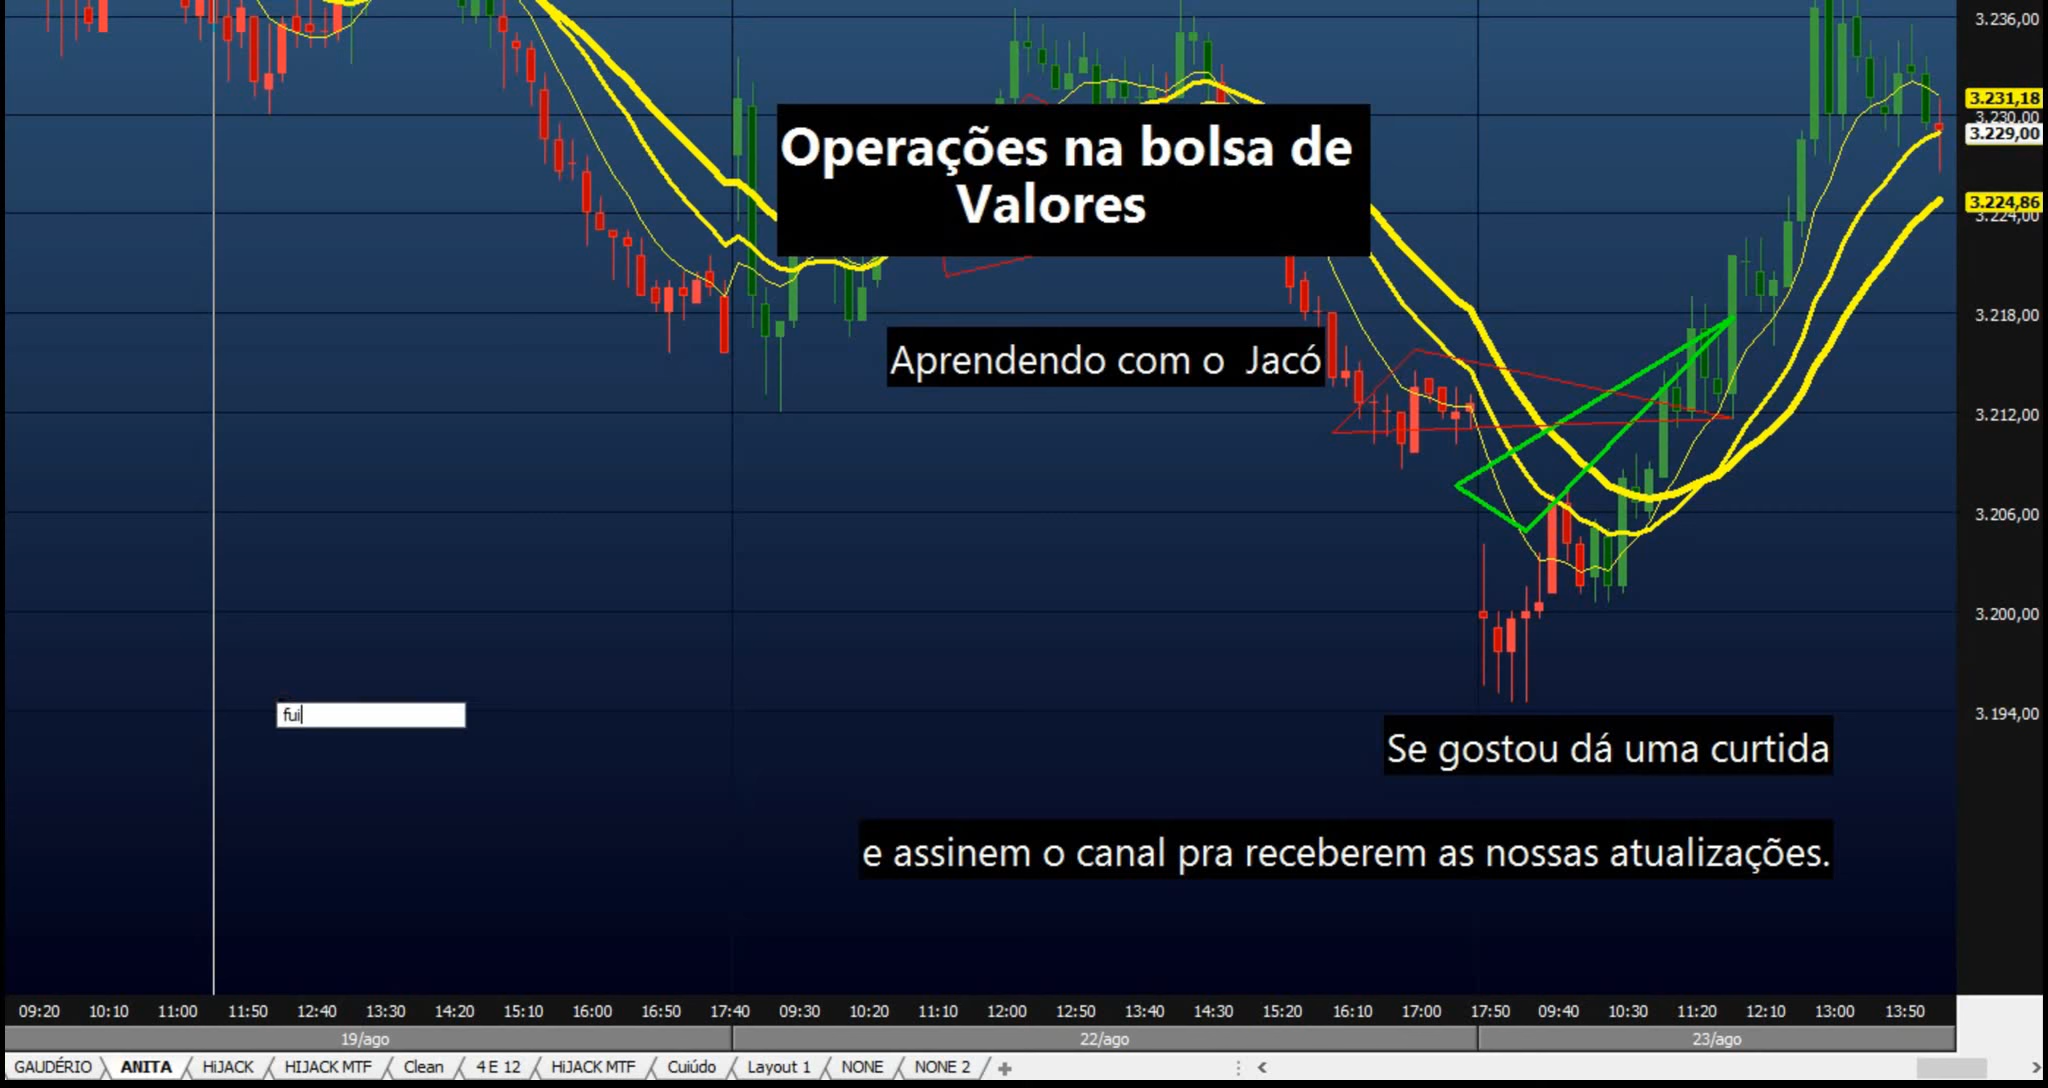 3.236,00
3.231,18
3.230,00
3.229,00
3.224,86
3.224,00
Operações na bolsa de
Valores
3.218,00
Aprendendo com o Jacó
3.212,00
3.206,00
3.200,00
fui
3.194,00
Se gostou dá uma curtida
e assinem o canal pra receberem as nossas atualizações.
09:20 10:10 11:00 11:50 12:40 13:30 14:20 15:10 16:00 16:50 17:40 09:30 10:20 11:10 12:00 12:50 13:40 14:30 15:20 16:10 17:00 17:50 09:40 10:30 11:20 12:10 13:00 13:50
19/ago 22/ago 23/ago
GAUDÉRIO ANITA HiJACK HIJACK MTF Clean 4 E 12 HiJACK MTF Cuiúdo Layout 1 NONE NONE 2